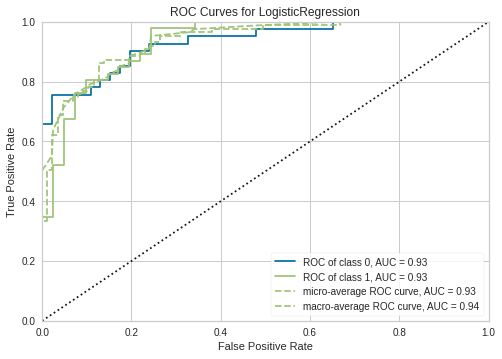 ROC Curves for LogisticRegression
True Positive Rate
1.0
0.8
0.6
0.4
0.2
0.0
ROC of class 0, AUC = 0.93
ROC of class 1, AUC = 0.93
micro-average ROC curve, AUC = 0.93
macro-average ROC curve, AUC = 0.94
0.0 0.2 0.4 0.6 0.8 1.0
False Positive Rate